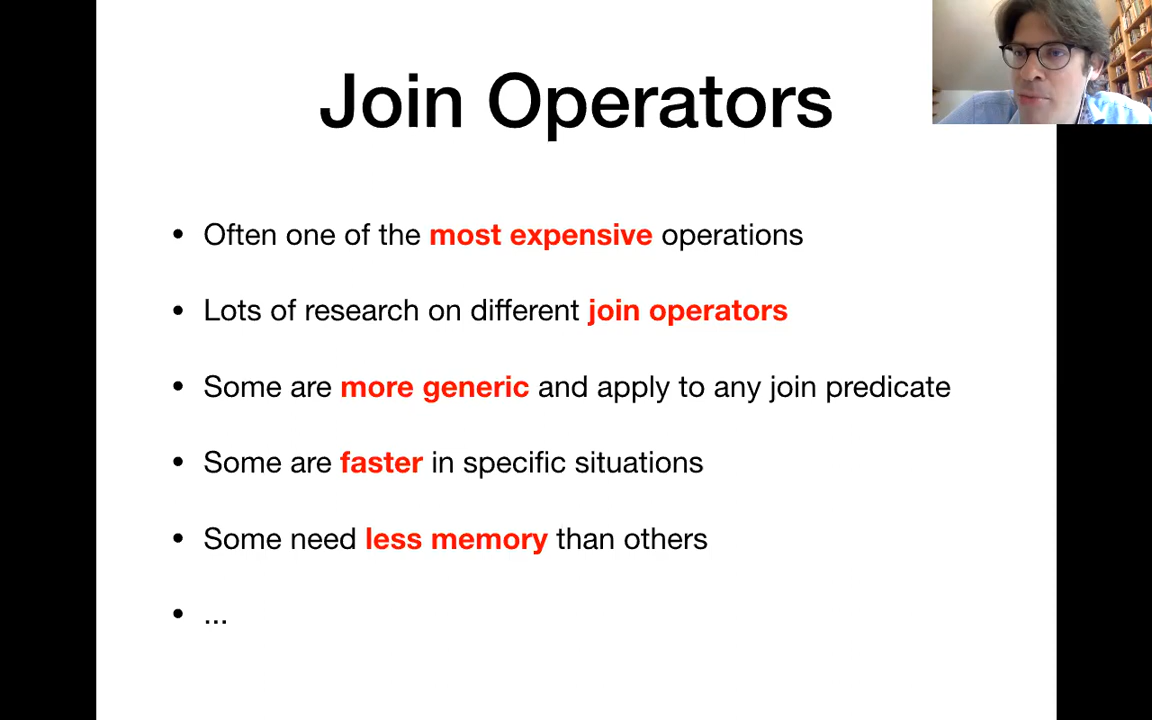 Join Operators
• Often one of the most expensive operations
• Lots of research on different join operators
• Some are more generic and apply to any join predicate
• Some are faster in specific situations
• Some need less memory than others
• ...